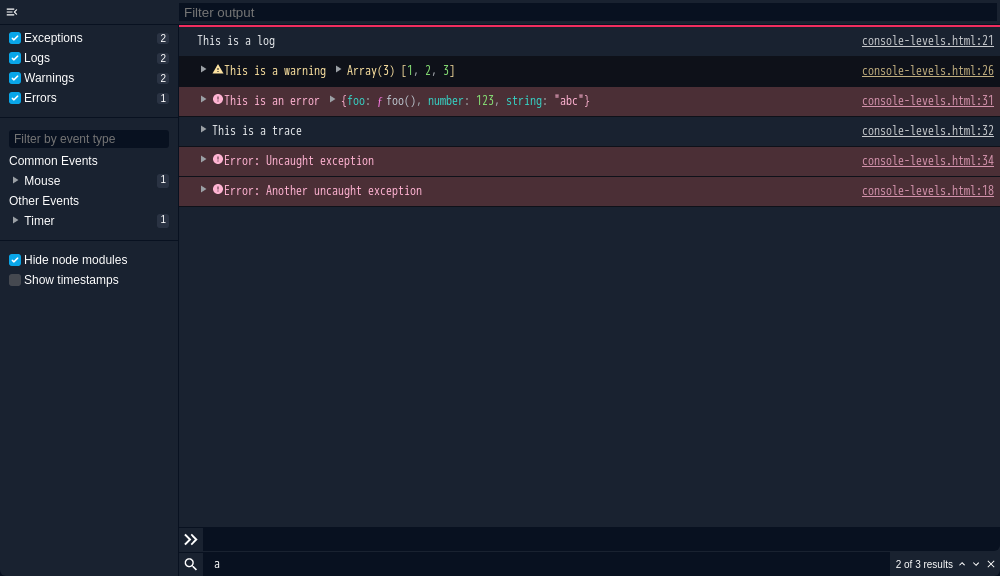 Filter output
Exceptions 2
Logs 2
Warnings 2
Errors 1
Filter by event type
Common Events
Mouse 1
Other Events
Timer 1
Hide node modules
Show timestamps
This is a log console-levels.html:21
This is a warning Array(3) [1, 2, 3] console-levels.html:26
This is an error {foo: ƒ foo(), number: 123, string: "abc"} console-levels.html:31
This is a trace console-levels.html:32
Error: Uncaught exception console-levels.html:34
Error: Another uncaught exception console-levels.html:18
a 2 of 3 results